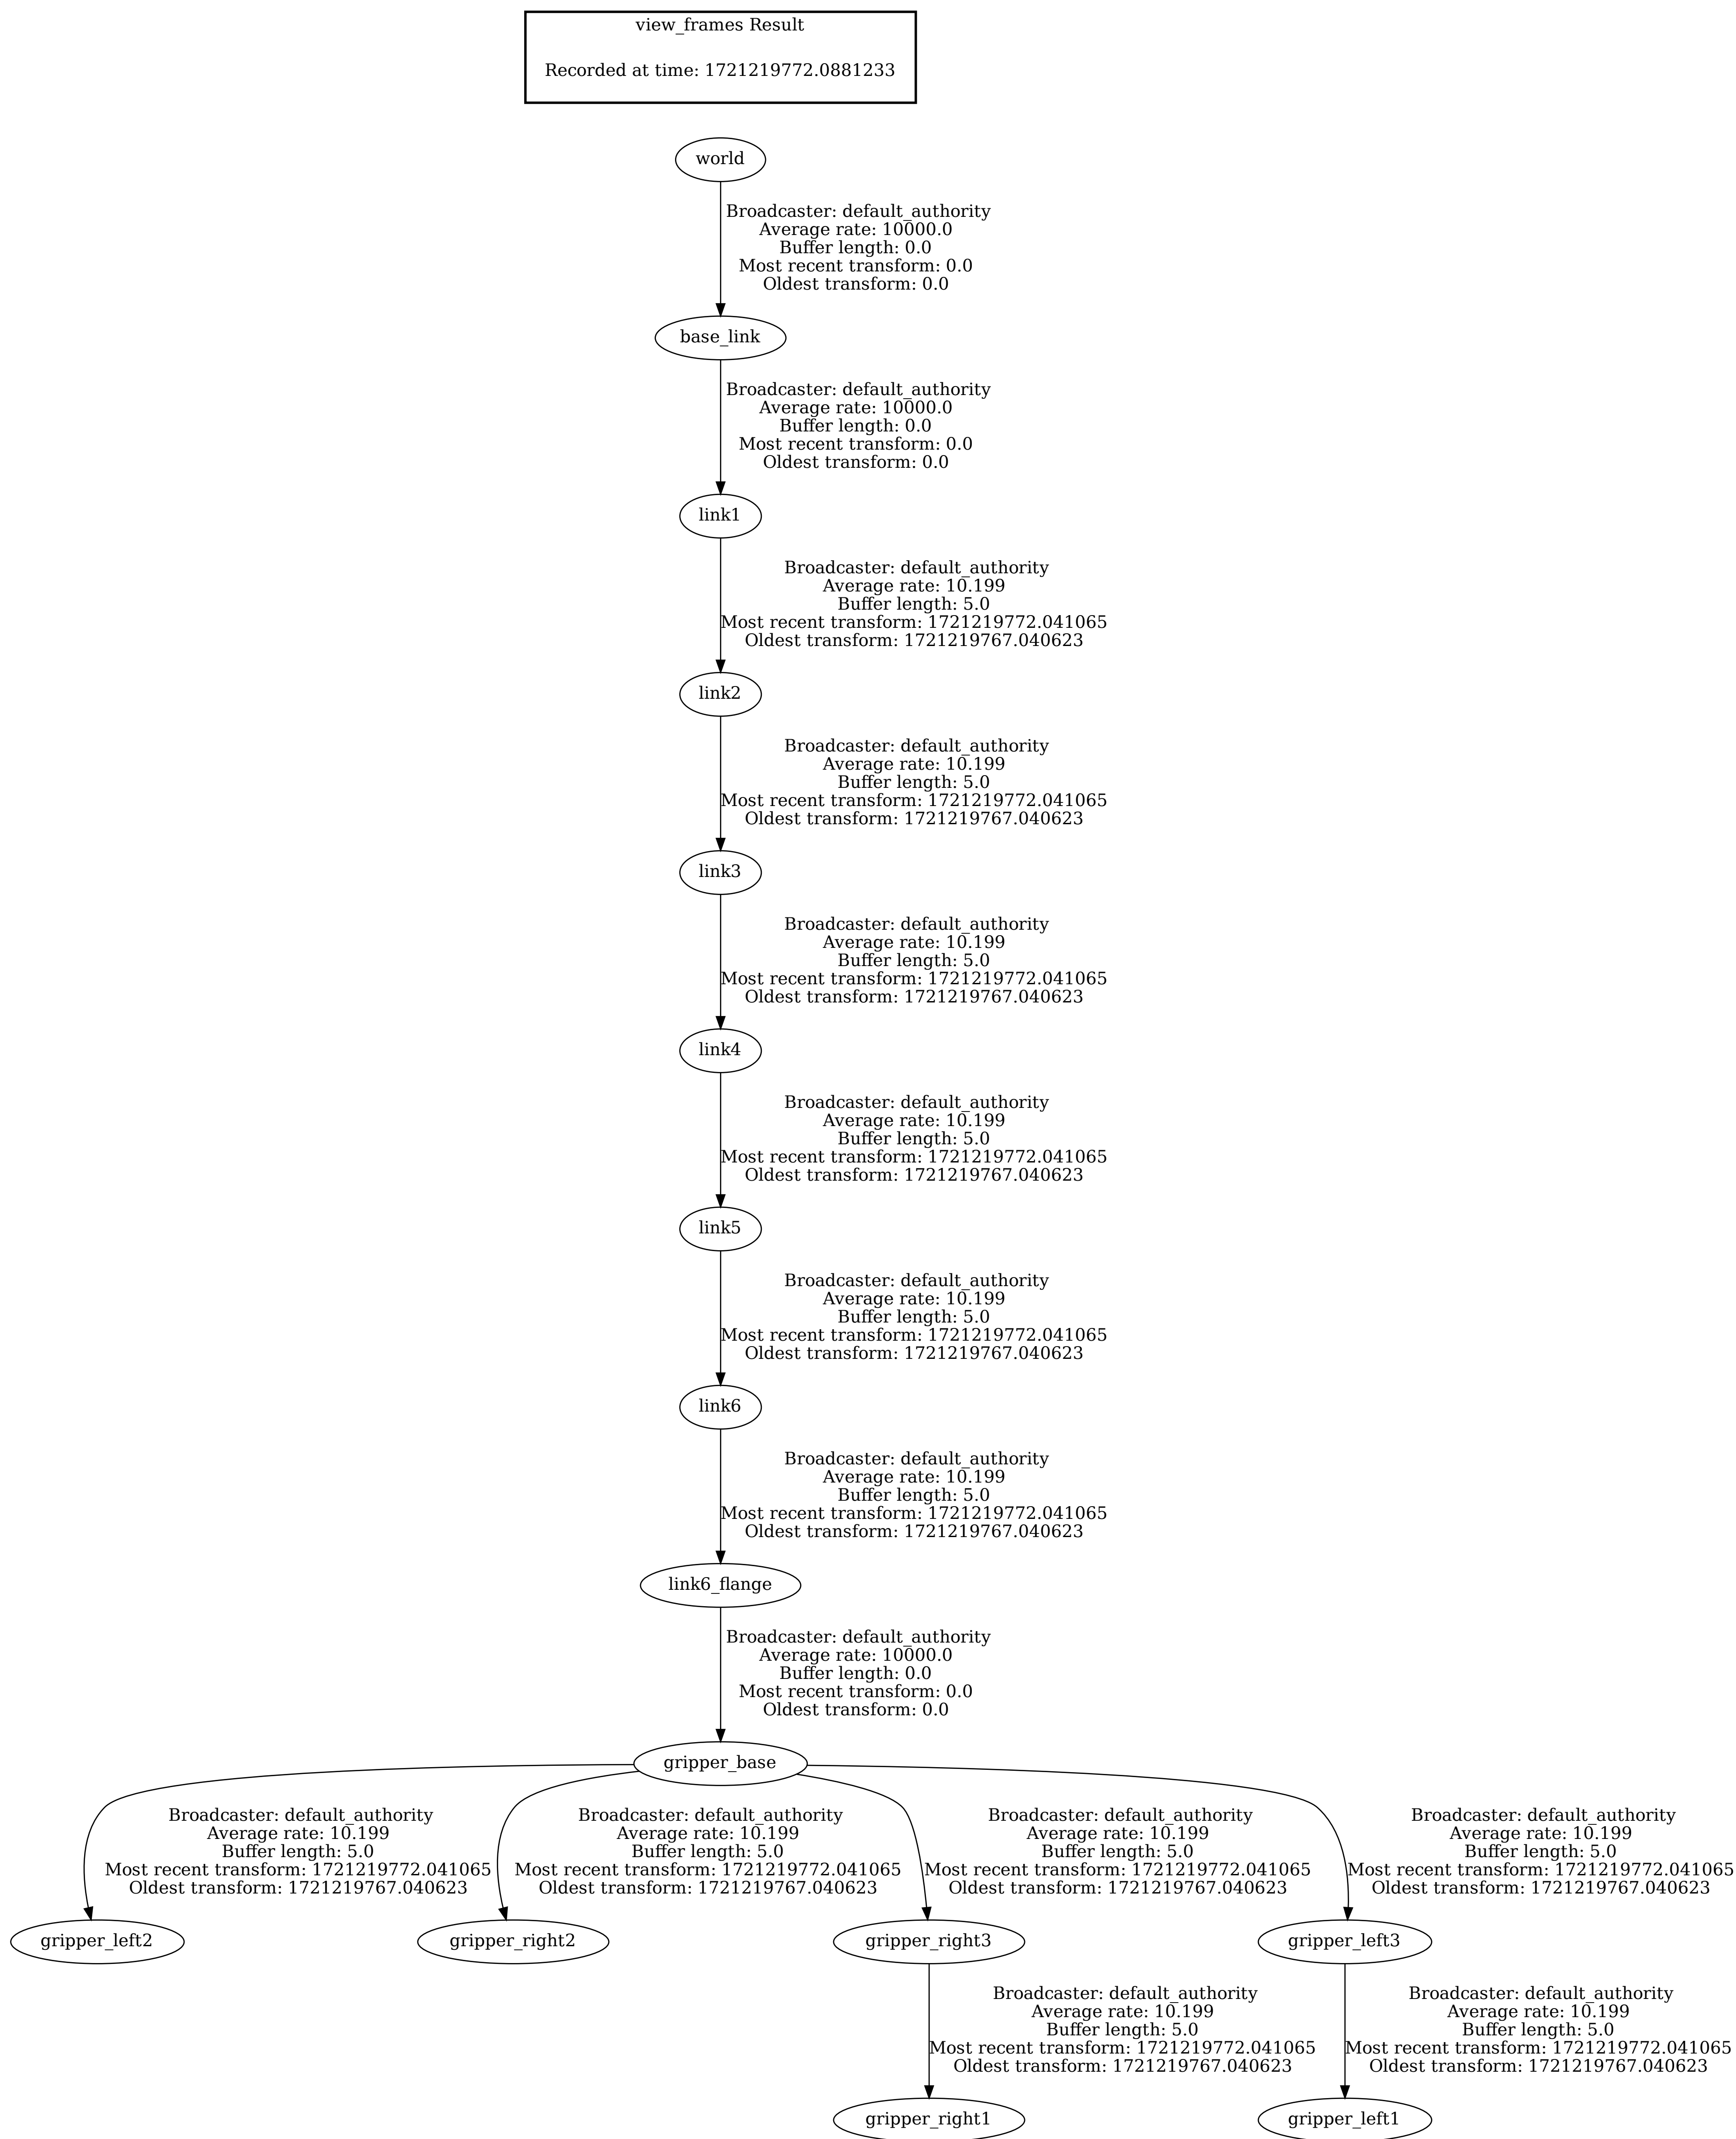 view_frames Result
Recorded at time: 1721219772.0881233
world
Broadcaster: default_authority
Average rate: 10000.0
Buffer length: 0.0
Most recent transform: 0.0
Oldest transform: 0.0
base_link
Broadcaster: default_authority
Average rate: 10000.0
Buffer length: 0.0
Most recent transform: 0.0
Oldest transform: 0.0
link1
Broadcaster: default_authority
Average rate: 10.199
Buffer length: 5.0
Most recent transform: 1721219772.041065
Oldest transform: 1721219767.040623
link2
Broadcaster: default_authority
Average rate: 10.199
Buffer length: 5.0
Most recent transform: 1721219772.041065
Oldest transform: 1721219767.040623
link3
Broadcaster: default_authority
Average rate: 10.199
Buffer length: 5.0
Most recent transform: 1721219772.041065
Oldest transform: 1721219767.040623
link4
Broadcaster: default_authority
Average rate: 10.199
Buffer length: 5.0
Most recent transform: 1721219772.041065
Oldest transform: 1721219767.040623
link5
Broadcaster: default_authority
Average rate: 10.199
Buffer length: 5.0
Most recent transform: 1721219772.041065
Oldest transform: 1721219767.040623
link6
Broadcaster: default_authority
Average rate: 10.199
Buffer length: 5.0
Most recent transform: 1721219772.041065
Oldest transform: 1721219767.040623
link6_flange
Broadcaster: default_authority
Average rate: 10000.0
Buffer length: 0.0
Most recent transform: 0.0
Oldest transform: 0.0
gripper_base
Broadcaster: default_authority
Average rate: 10.199
Buffer length: 5.0
Most recent transform: 1721219772.041065
Oldest transform: 1721219767.040623
Broadcaster: default_authority
Average rate: 10.199
Buffer length: 5.0
Most recent transform: 1721219772.041065
Oldest transform: 1721219767.040623
Broadcaster: default_authority
Average rate: 10.199
Buffer length: 5.0
Most recent transform: 1721219772.041065
Oldest transform: 1721219767.040623
Broadcaster: default_authority
Average rate: 10.199
Buffer length: 5.0
Most recent transform: 1721219772.041065
Oldest transform: 1721219767.040623
gripper_left2
gripper_right2
gripper_right3
gripper_left3
Broadcaster: default_authority
Average rate: 10.199
Buffer length: 5.0
Most recent transform: 1721219772.041065
Oldest transform: 1721219767.040623
Broadcaster: default_authority
Average rate: 10.199
Buffer length: 5.0
Most recent transform: 1721219772.041065
Oldest transform: 1721219767.040623
gripper_right1
gripper_left1